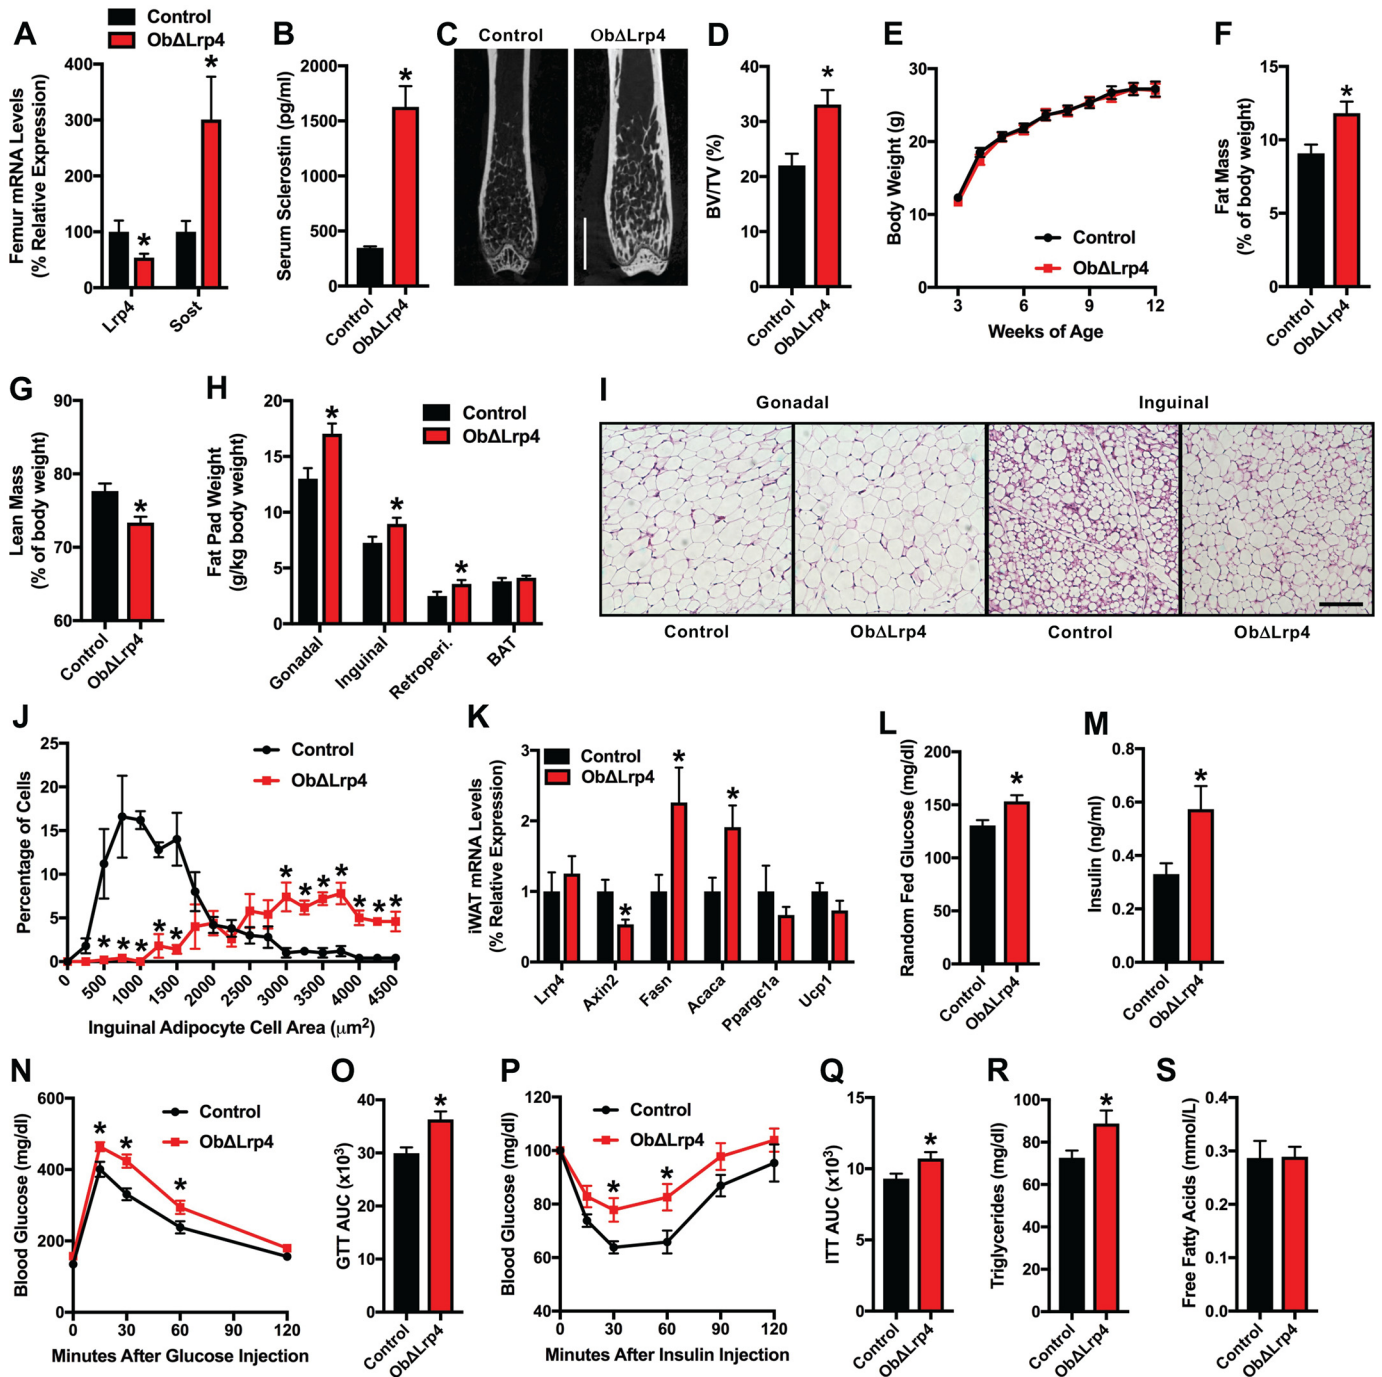 A
Control
ObΔLrp4
Femur mRNA Levels
(% Relative Expression)
400
300
200
100
0
*
*
Lrp4
Sost
B
Serum Sclerostin (pg/ml)
2000
1500
1000
500
0
*
Control
ObΔLrp4
C
Control
ObΔLrp4
D
BV/TV (%)
40
30
20
10
0
*
Control
ObΔLrp4
E
Body Weight (g)
30
20
10
0
Control
ObΔLrp4
3 6 9 12
Weeks of Age
F
Fat Mass
(% of body weight)
15
10
5
0
*
Control
ObΔLrp4
G
Lean Mass
(% of body weight)
90
80
70
60
*
Control
ObΔLrp4
H
Fat Pad Weight
(g/kg body weight)
20
15
10
5
0
Control
ObΔLrp4
*
*
*
Gonadal
Inguinal
Retroperi.
BAT
I
Gonadal Inguinal
Control ObΔLrp4 Control ObΔLrp4
J
Percentage of Cells
25
20
15
10
5
0
Control
ObΔLrp4
* * * * * * * * * * * *
0 500 1000 1500 2000 2500 3000 3500 4000 4500
Inguinal Adipocyte Cell Area (μm²)
K
iWAT mRNA Levels
(% Relative Expression)
3
2
1
0
Control
ObΔLrp4
*
*
*
Lrp4
Axin2
Fasn
Acaca
Ppargc1a
Ucp1
L
Random Fed Glucose (mg/dl)
200
150
100
50
0
*
Control
ObΔLrp4
M
Insulin (ng/ml)
0.8
0.6
0.4
0.2
0.0
*
Control
ObΔLrp4
N
Blood Glucose (mg/dl)
600
400
200
0
Control
ObΔLrp4
* * *
0 30 60 90 120
Minutes After Glucose Injection
O
GTT AUC (x10³)
40
30
20
10
0
*
Control
ObΔLrp4
P
Blood Glucose (mg/dl)
120
100
80
60
40
Control
ObΔLrp4
* *
0 30 60 90 120
Minutes After Insulin Injection
Q
ITT AUC (x10³)
15
10
5
0
*
Control
ObΔLrp4
R
Triglycerides (mg/dl)
100
80
60
40
20
0
*
Control
ObΔLrp4
S
Free Fatty Acids (mmol/L)
0.4
0.3
0.2
0.1
0.0
Control
ObΔLrp4